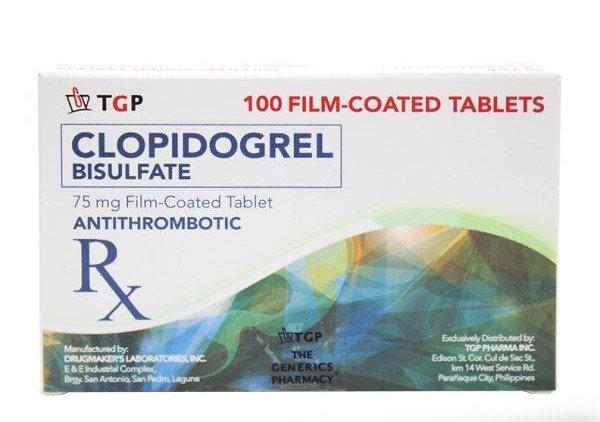 TGP
100 FILM-COATED TABLETS
CLOPIDOGREL
BISULFATE
75 mg Film-Coated Tablet
ANTITHROMBOTIC
Rx
Manufactured by:
DRUGMAKER'S LABORATORIES, INC.
E & E Industrial Complex,
Brgy. San Antonio, San Pedro, Laguna
TGP
THE
GENERICS
PHARMACY®
Exclusively Distributed by:
TGP PHARMA INC.
Edison St. Cor. Cul de Sac St.,
km 14 West Service Rd.
Parañaque City, Philippines